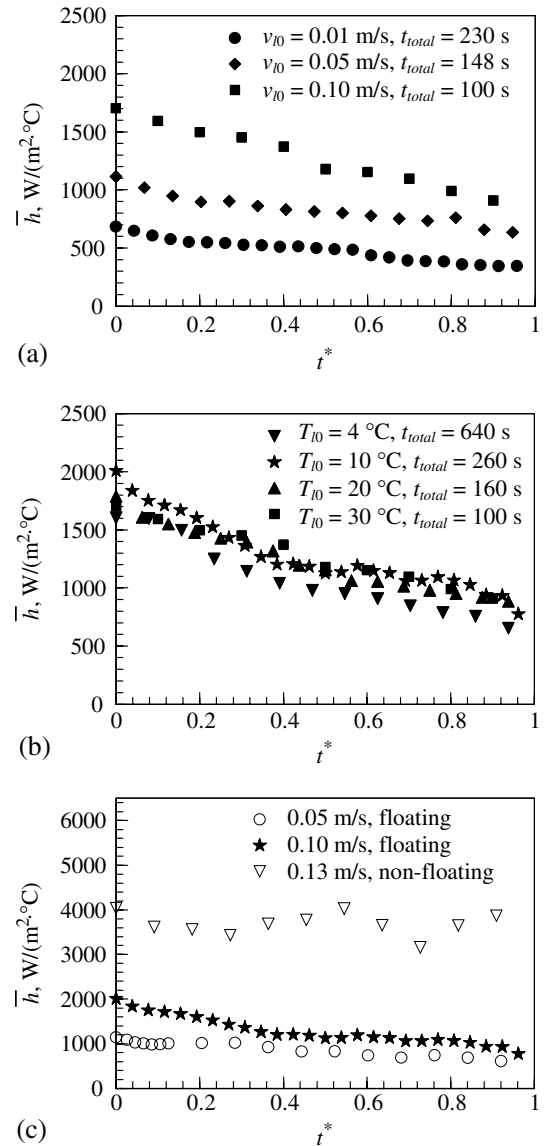 2500
2000
1500
1000
500
0
h, W/(m²·°C)
v_l0 = 0.01 m/s, t_total = 230 s
v_l0 = 0.05 m/s, t_total = 148 s
v_l0 = 0.10 m/s, t_total = 100 s
0 0.2 0.4 0.6 0.8 1
t*
(a)
2500
2000
1500
1000
500
0
h, W/(m²·°C)
T_l0 = 4 °C, t_total = 640 s
T_l0 = 10 °C, t_total = 260 s
T_l0 = 20 °C, t_total = 160 s
T_l0 = 30 °C, t_total = 100 s
0 0.2 0.4 0.6 0.8 1
t*
(b)
6000
5000
4000
3000
2000
1000
0
h, W/(m²·°C)
0.05 m/s, floating
0.10 m/s, floating
0.13 m/s, non-floating
0 0.2 0.4 0.6 0.8 1
t*
(c)